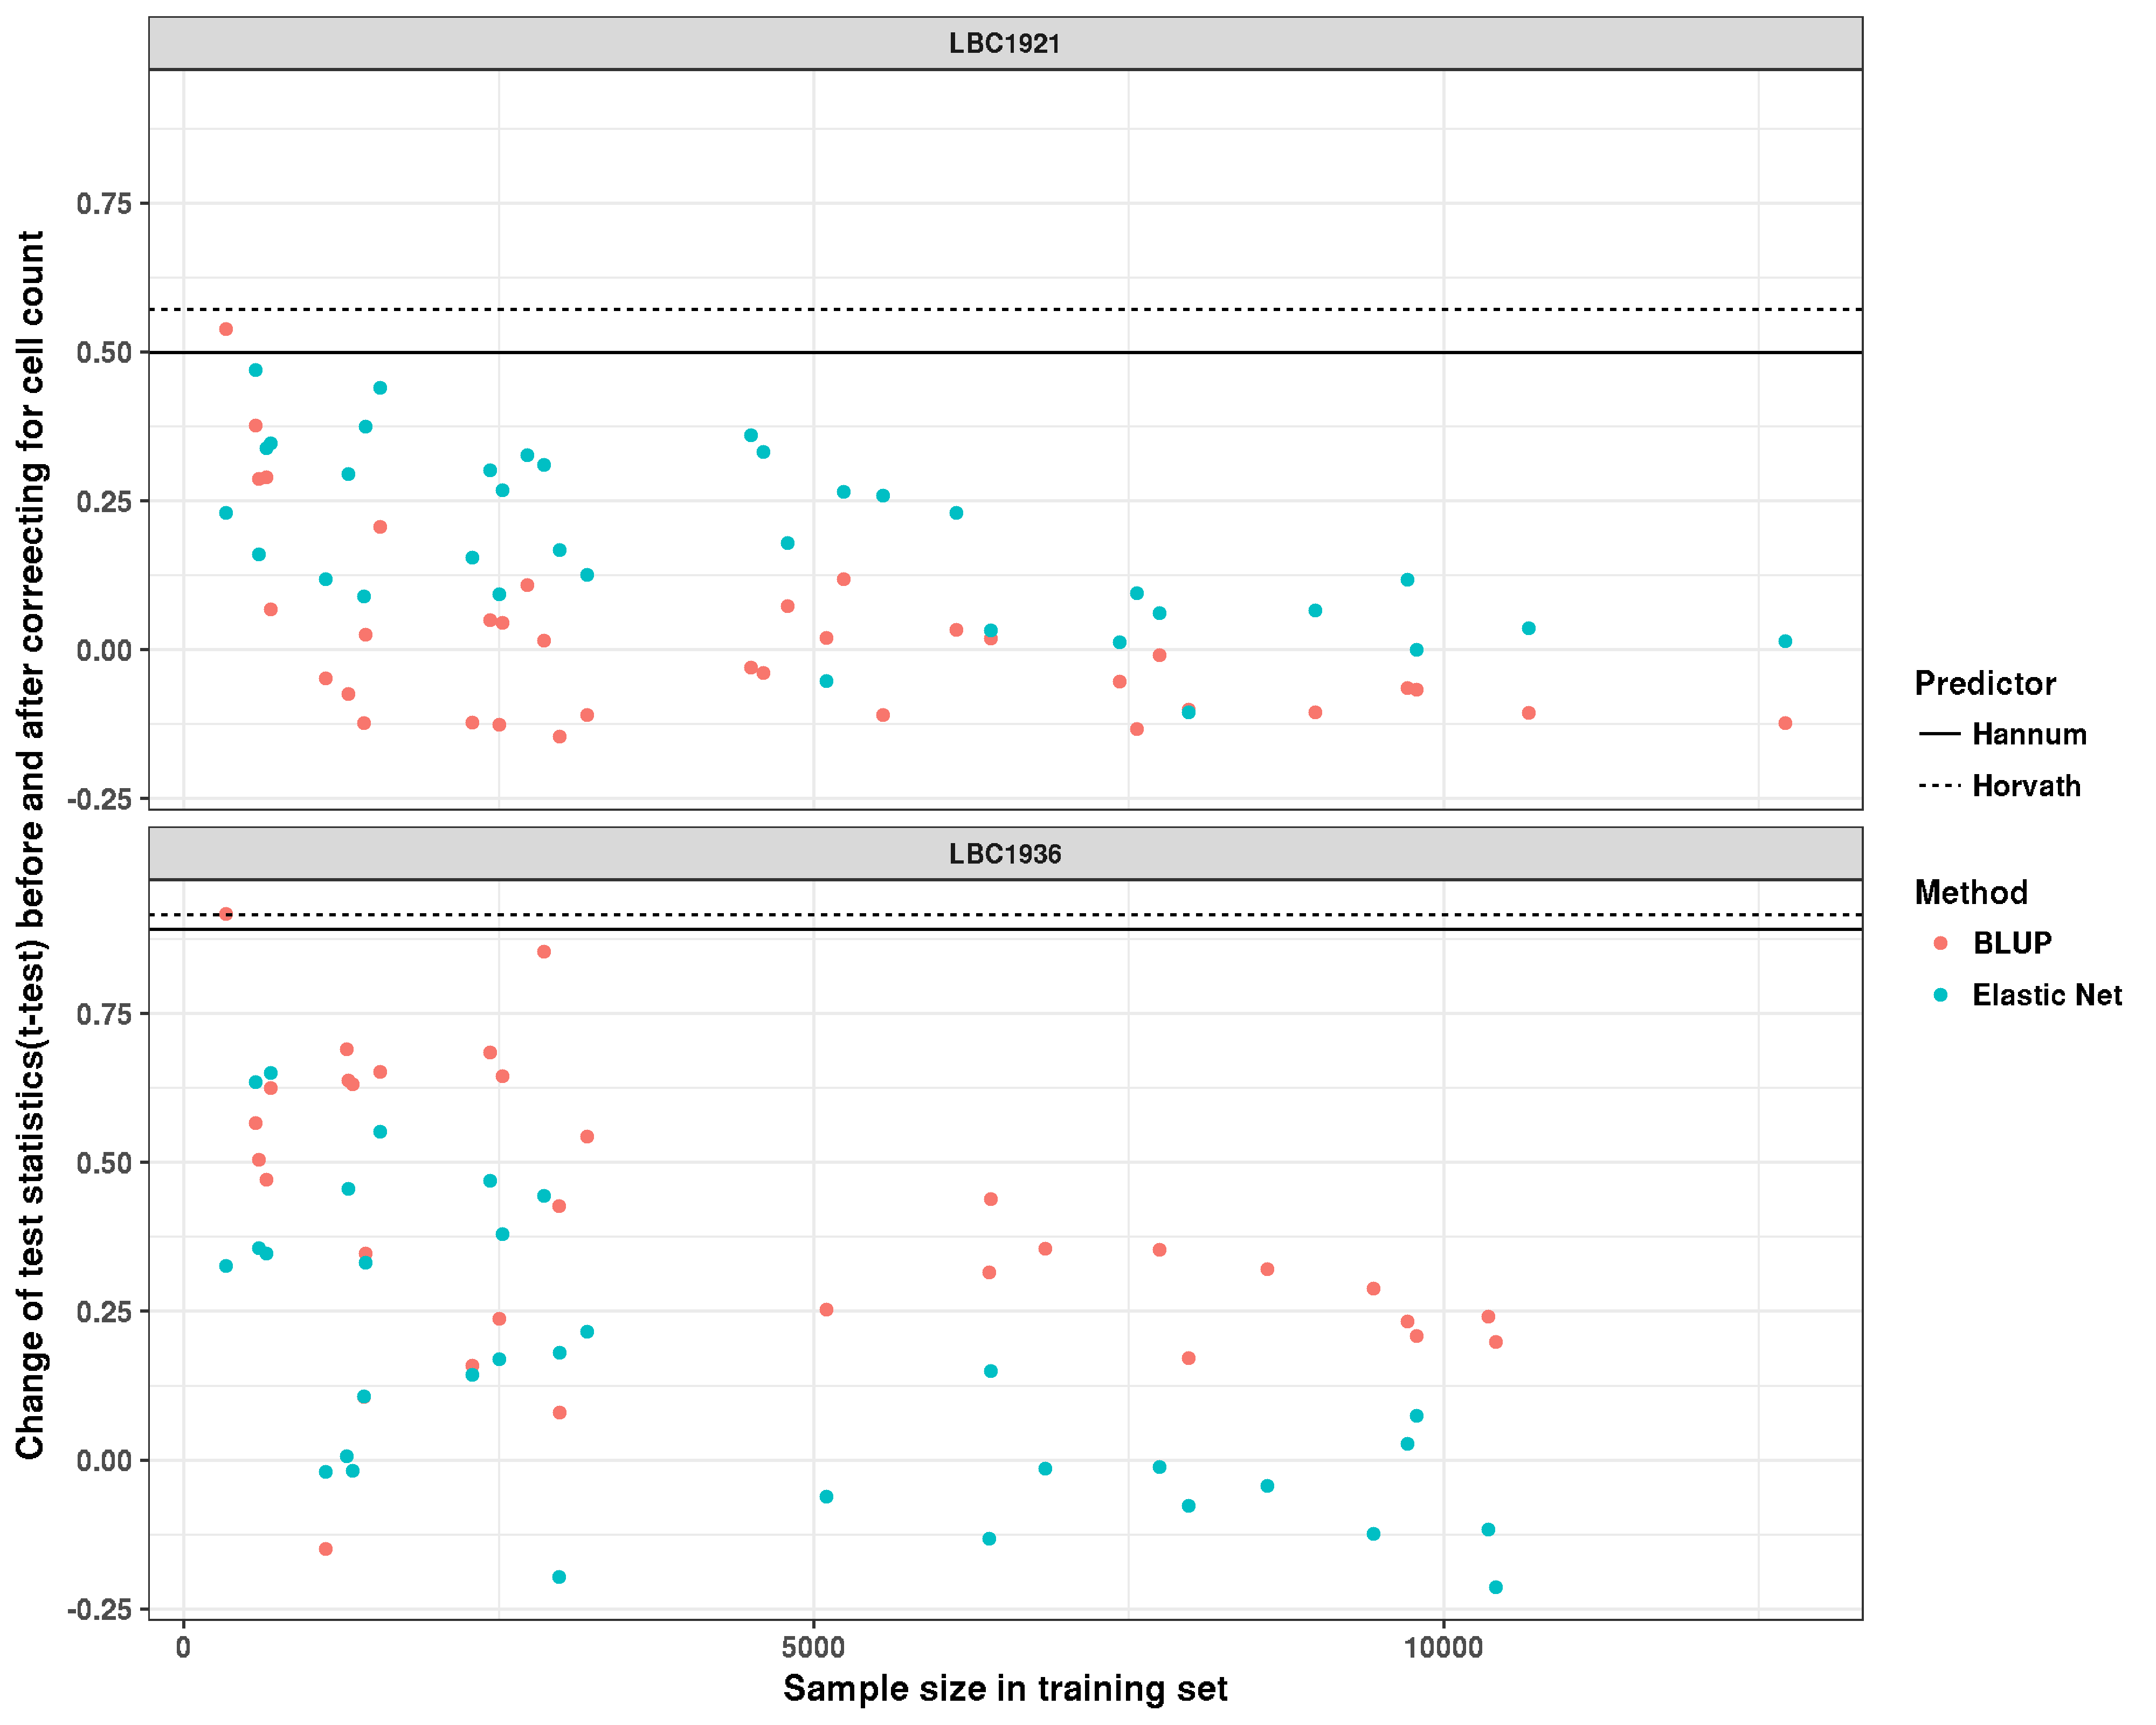 LBC1921
0.75
0.50
0.25
0.00
-0.25
LBC1936
0.75
0.50
0.25
0.00
-0.25
0 5000 10000
Sample size in training set
Change of test statistics(t-test) before and after correecting for cell count
Predictor
Hannum
Horvath
Method
BLUP
Elastic Net